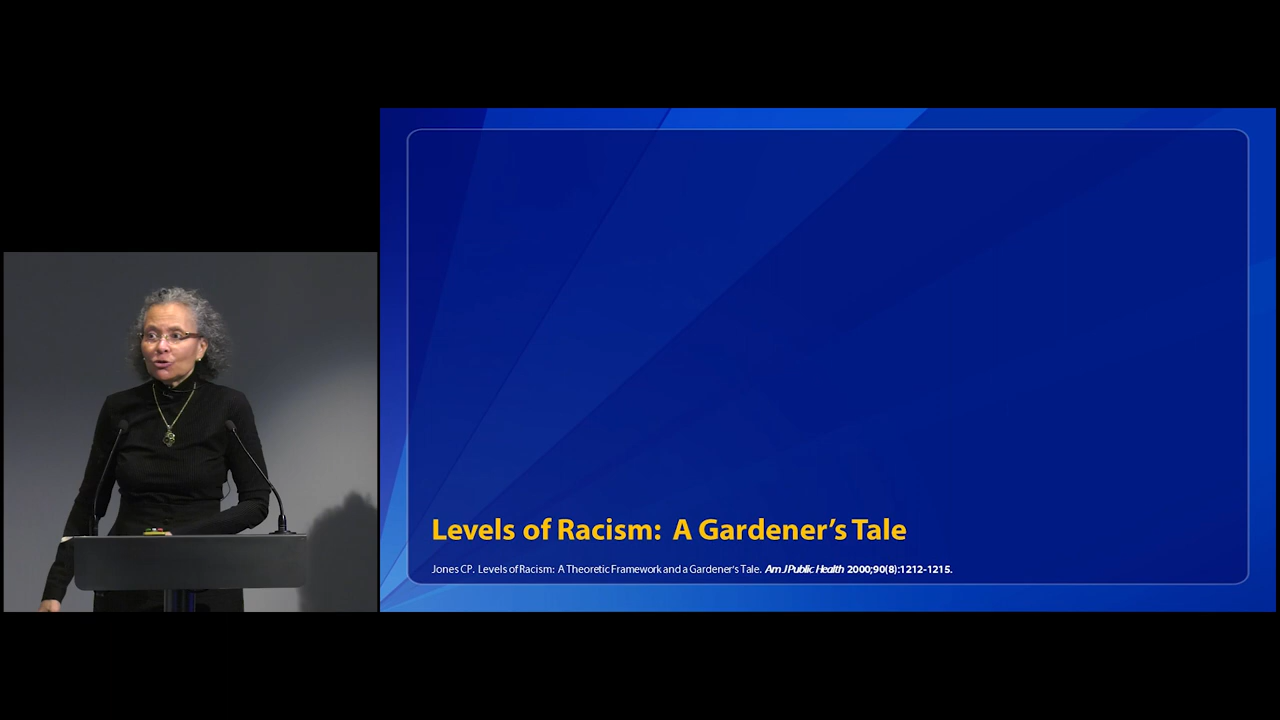 Levels of Racism: A Gardener's Tale
Jones CP. Levels of Racism: A Theoretic Framework and a Gardener's Tale. Am J Public Health 2000;90(8):1212-1215.